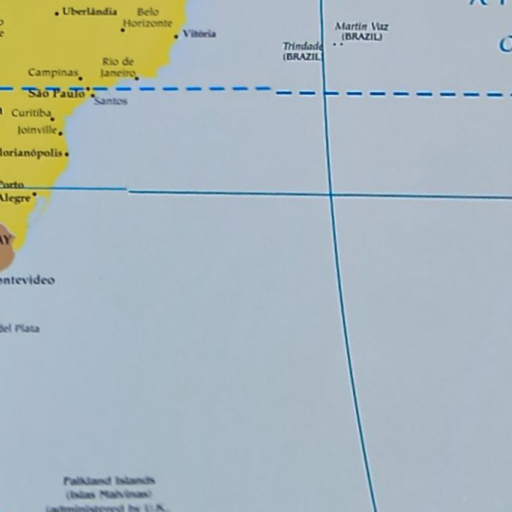 Uberlândia
Belo
Horizonte
Vitória
Martin Vaz
(BRAZIL)
Trindade
(BRAZIL)
Rio de
Janeiro
Campinas
São Paulo
Santos
Curitiba
Joinville
lorianópolis
Porto
Alegre
AY
ontevideo
del Plata
Falkland Islands
(Islas Malvinas)
(administered by U.K.